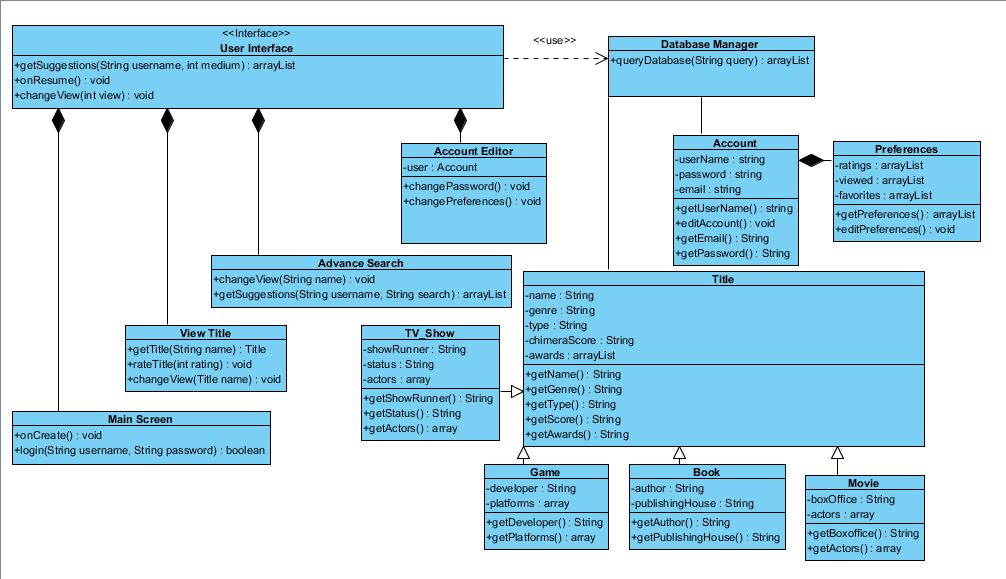 <<Interface>>
User Interface
+getSuggestions(String username, int medium) : arrayList
+onResume() : void
+changeView(int view) : void
<<use>>
Database Manager
+queryDatabase(String query) : arrayList
Account Editor
-user : Account
+changePassword() : void
+changePreferences() : void
Account
-userName : string
-password : string
-email : string
+getUserName() : string
+editAccount() : void
+getEmail() : String
+getPassword() : String
Preferences
-ratings : arrayList
-viewed : arrayList
-favorites : arrayList
+getPreferences() : arrayList
+editPreferences() : void
Advance Search
+changeView(String name) : void
+getSuggestions(String username, String search) : arrayList
Title
-name : String
-genre : String
-type : String
-chimeraScore : String
-awards : arrayList
+getName() : String
+getGenre() : String
+getType() : String
+getScore() : String
+getAwards() : String
View Title
+getTitle(String name) : Title
+rateTitle(int rating) : void
+changeView(Title name) : void
TV_Show
-showRunner : String
-status : String
-actors : array
+getShowRunner() : String
+getStatus() : String
+getActors() : array
Main Screen
+onCreate() : void
+login(String username, String password) : boolean
Game
-developer : String
-platforms : array
+getDeveloper() : String
+getPlatforms() : array
Book
-author : String
-publishingHouse : String
+getAuthor() : String
+getPublishingHouse() : String
Movie
-boxOffice : String
-actors : array
+getBoxoffice() : String
+getActors() : array